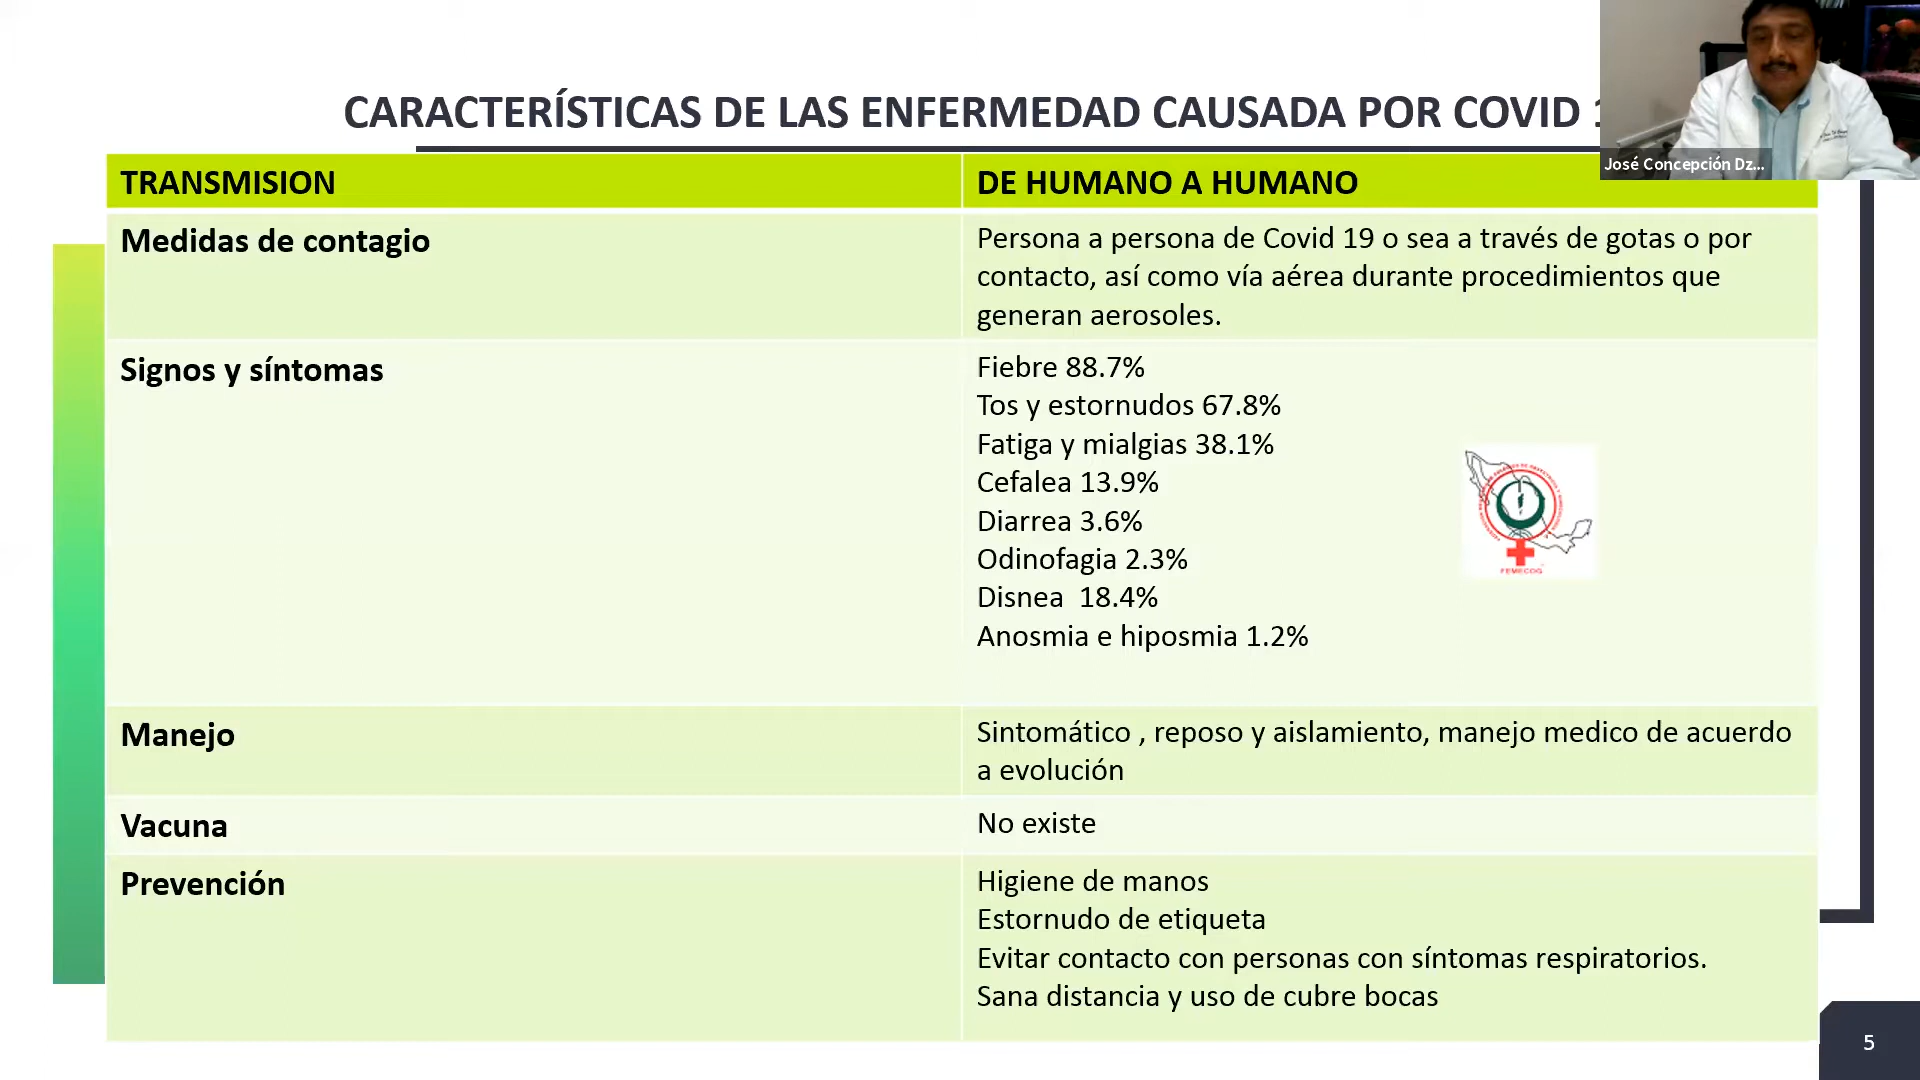 CARACTERÍSTICAS DE LAS ENFERMEDAD CAUSADA POR COVID
José Concepción Dz...
TRANSMISION
DE HUMANO A HUMANO
Medidas de contagio
Persona a persona de Covid 19 o sea a través de gotas o por
contacto, así como vía aérea durante procedimientos que
generan aerosoles.
Signos y síntomas
Fiebre 88.7%
Tos y estornudos 67.8%
Fatiga y mialgias 38.1%
Cefalea 13.9%
Diarrea 3.6%
Odinofagia 2.3%
Disnea  18.4%
Anosmia e hiposmia 1.2%
FEMECOG
Manejo
Sintomático , reposo y aislamiento, manejo medico de acuerdo
a evolución
Vacuna
No existe
Prevención
Higiene de manos
Estornudo de etiqueta
Evitar contacto con personas con síntomas respiratorios.
Sana distancia y uso de cubre bocas
5